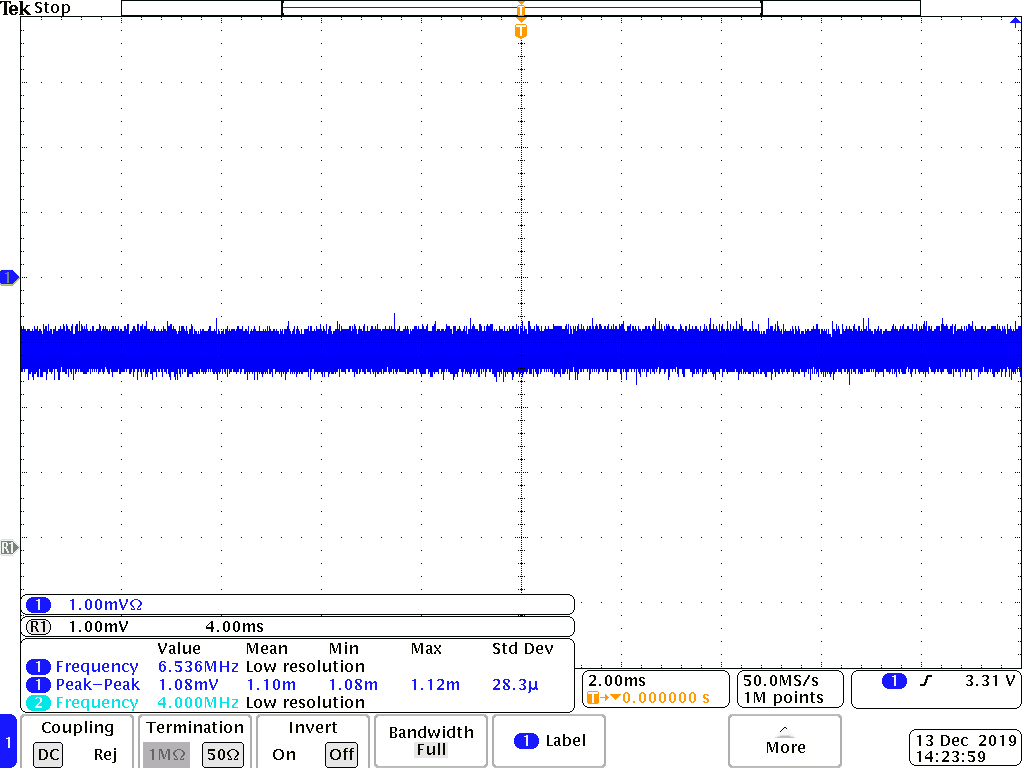 Tek Stop
T
T
1
R1
1 1.00mVΩ
R1 1.00mV 4.00ms
Value Mean Min Max Std Dev
1 Frequency 6.536MHz Low resolution
1 Peak-Peak 1.08mV 1.10m 1.08m 1.12m 28.3µ
2 Frequency 4.000MHz Low resolution
2.00ms
T→▼0.000000 s
50.0MS/s
1M points
1 3.31 V
1
Coupling
DC Rej
Termination
1MΩ 50Ω
Invert
On Off
Bandwidth
Full
1 Label
More
13 Dec 2019
14:23:59